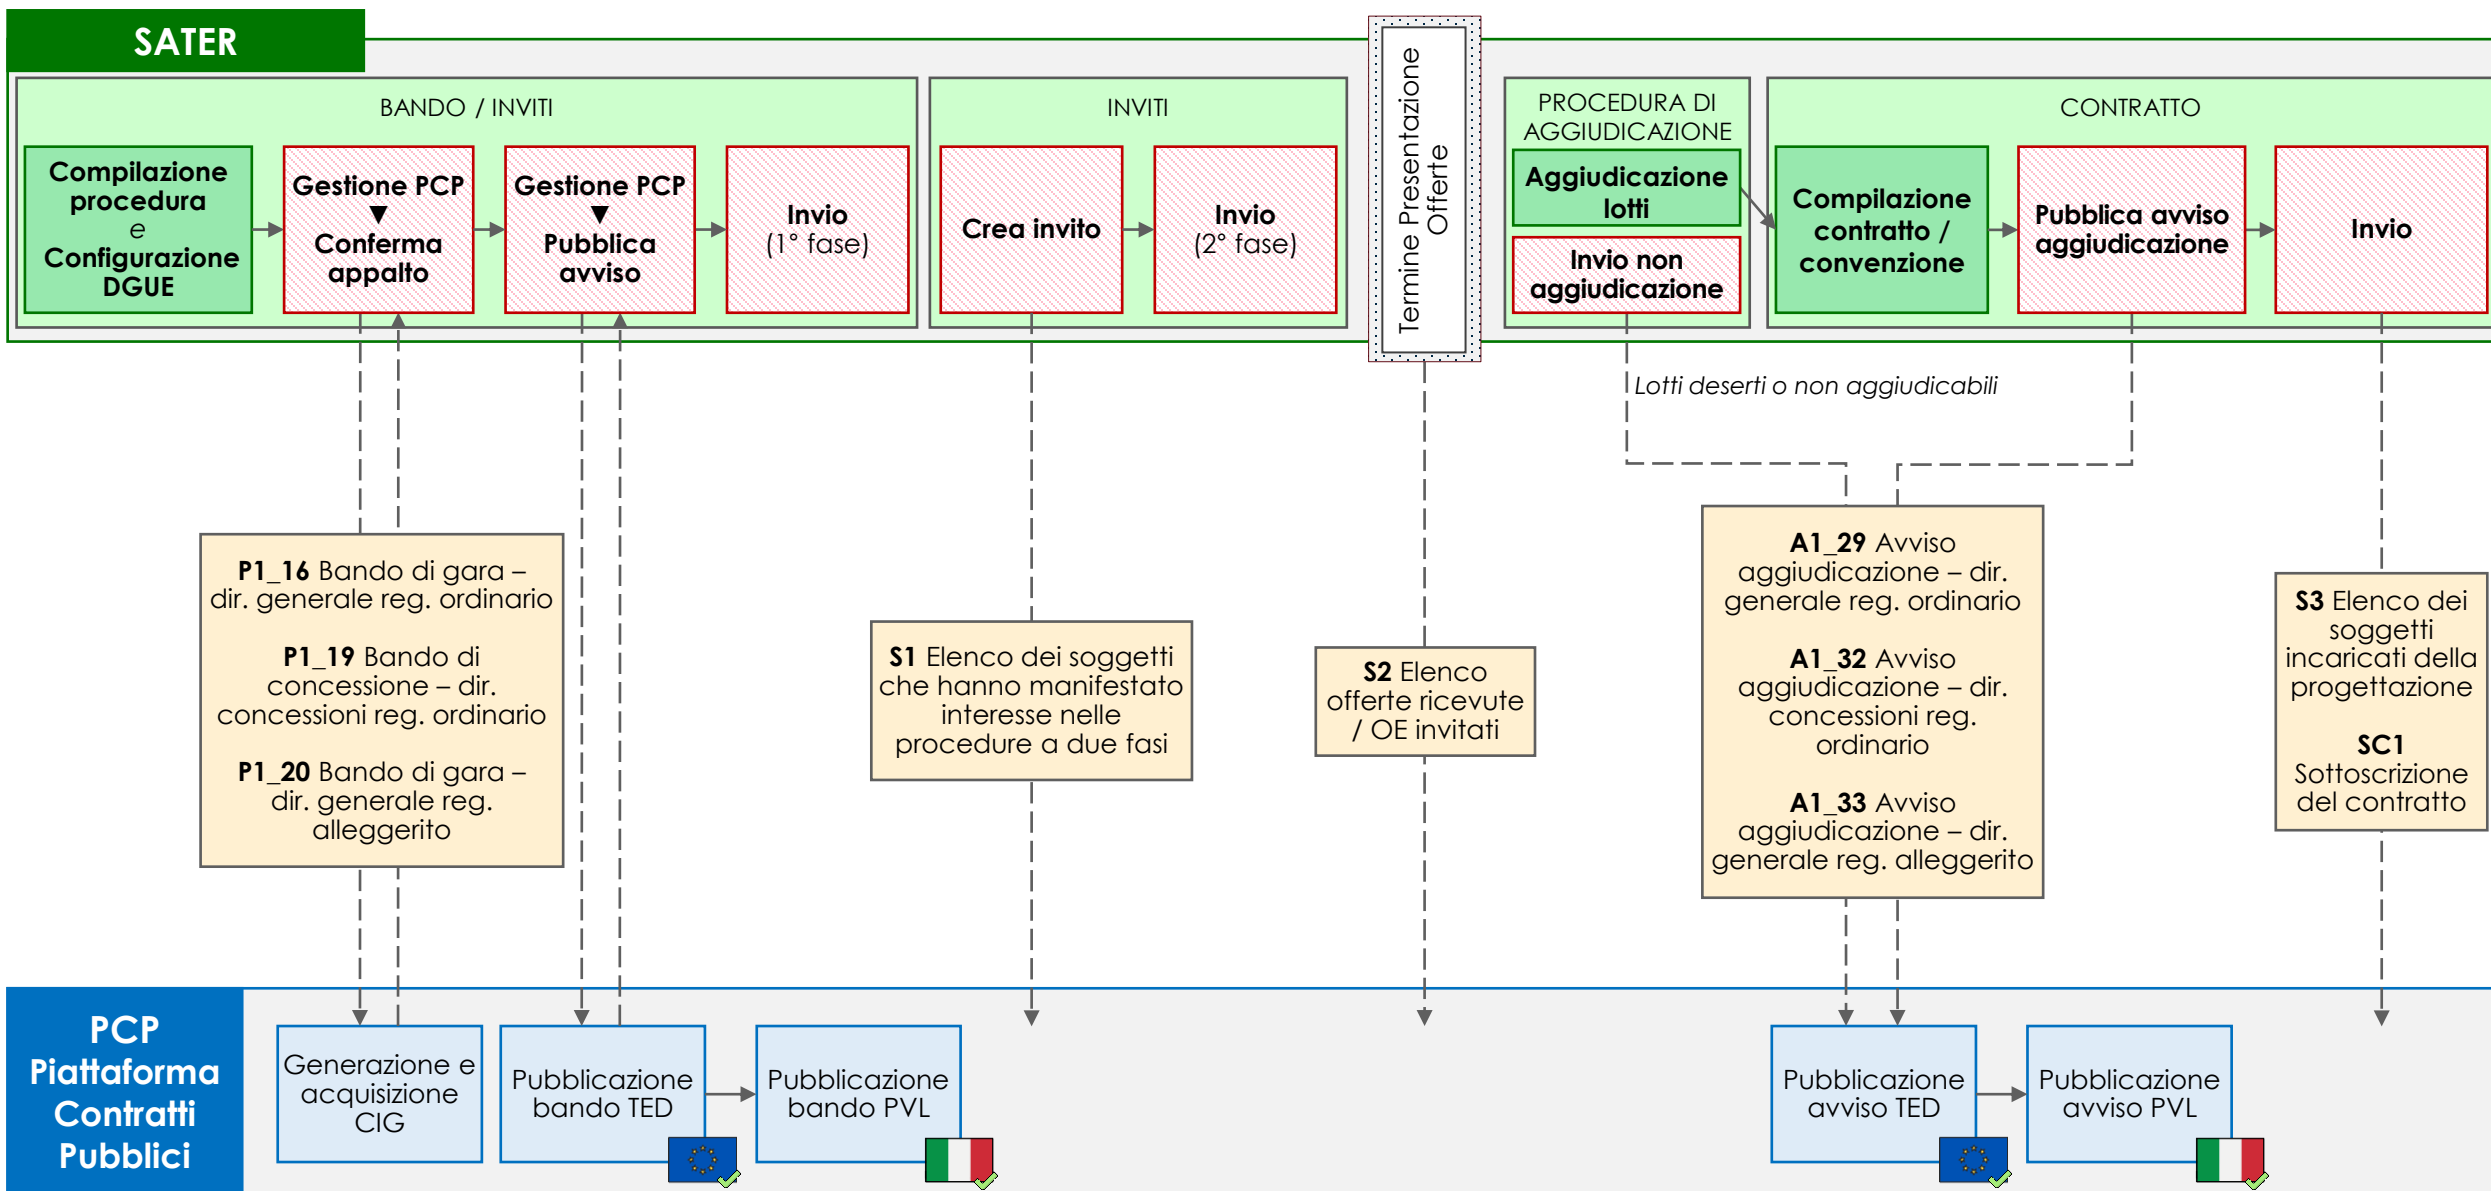 SATER
BANDO / INVITI
Compilazione
procedura
e
Configurazione
DGUE
Gestione PCP
▼
Conferma
appalto
Gestione PCP
▼
Pubblica
avviso
Invio
(1° fase)
INVITI
Crea invito
Invio
(2° fase)
Termine Presentazione
Offerte
PROCEDURA DI
AGGIUDICAZIONE
Aggiudicazione
lotti
Invio non
aggiudicazione
CONTRATTO
Compilazione
contratto /
convenzione
Pubblica avviso
aggiudicazione
Invio
Lotti deserti o non aggiudicabili
P1_16 Bando di gara –
dir. generale reg. ordinario
P1_19 Bando di
concessione – dir.
concessioni reg. ordinario
P1_20 Bando di gara –
dir. generale reg.
alleggerito
S1 Elenco dei soggetti
che hanno manifestato
interesse nelle
procedure a due fasi
S2 Elenco
offerte ricevute
/ OE invitati
A1_29 Avviso
aggiudicazione – dir.
generale reg. ordinario
A1_32 Avviso
aggiudicazione – dir.
concessioni reg.
ordinario
A1_33 Avviso
aggiudicazione – dir.
generale reg. alleggerito
S3 Elenco dei
soggetti
incaricati della
progettazione
SC1
Sottoscrizione
del contratto
PCP
Piattaforma
Contratti
Pubblici
Generazione e
acquisizione
CIG
Pubblicazione
bando TED
Pubblicazione
bando PVL
Pubblicazione
avviso TED
Pubblicazione
avviso PVL